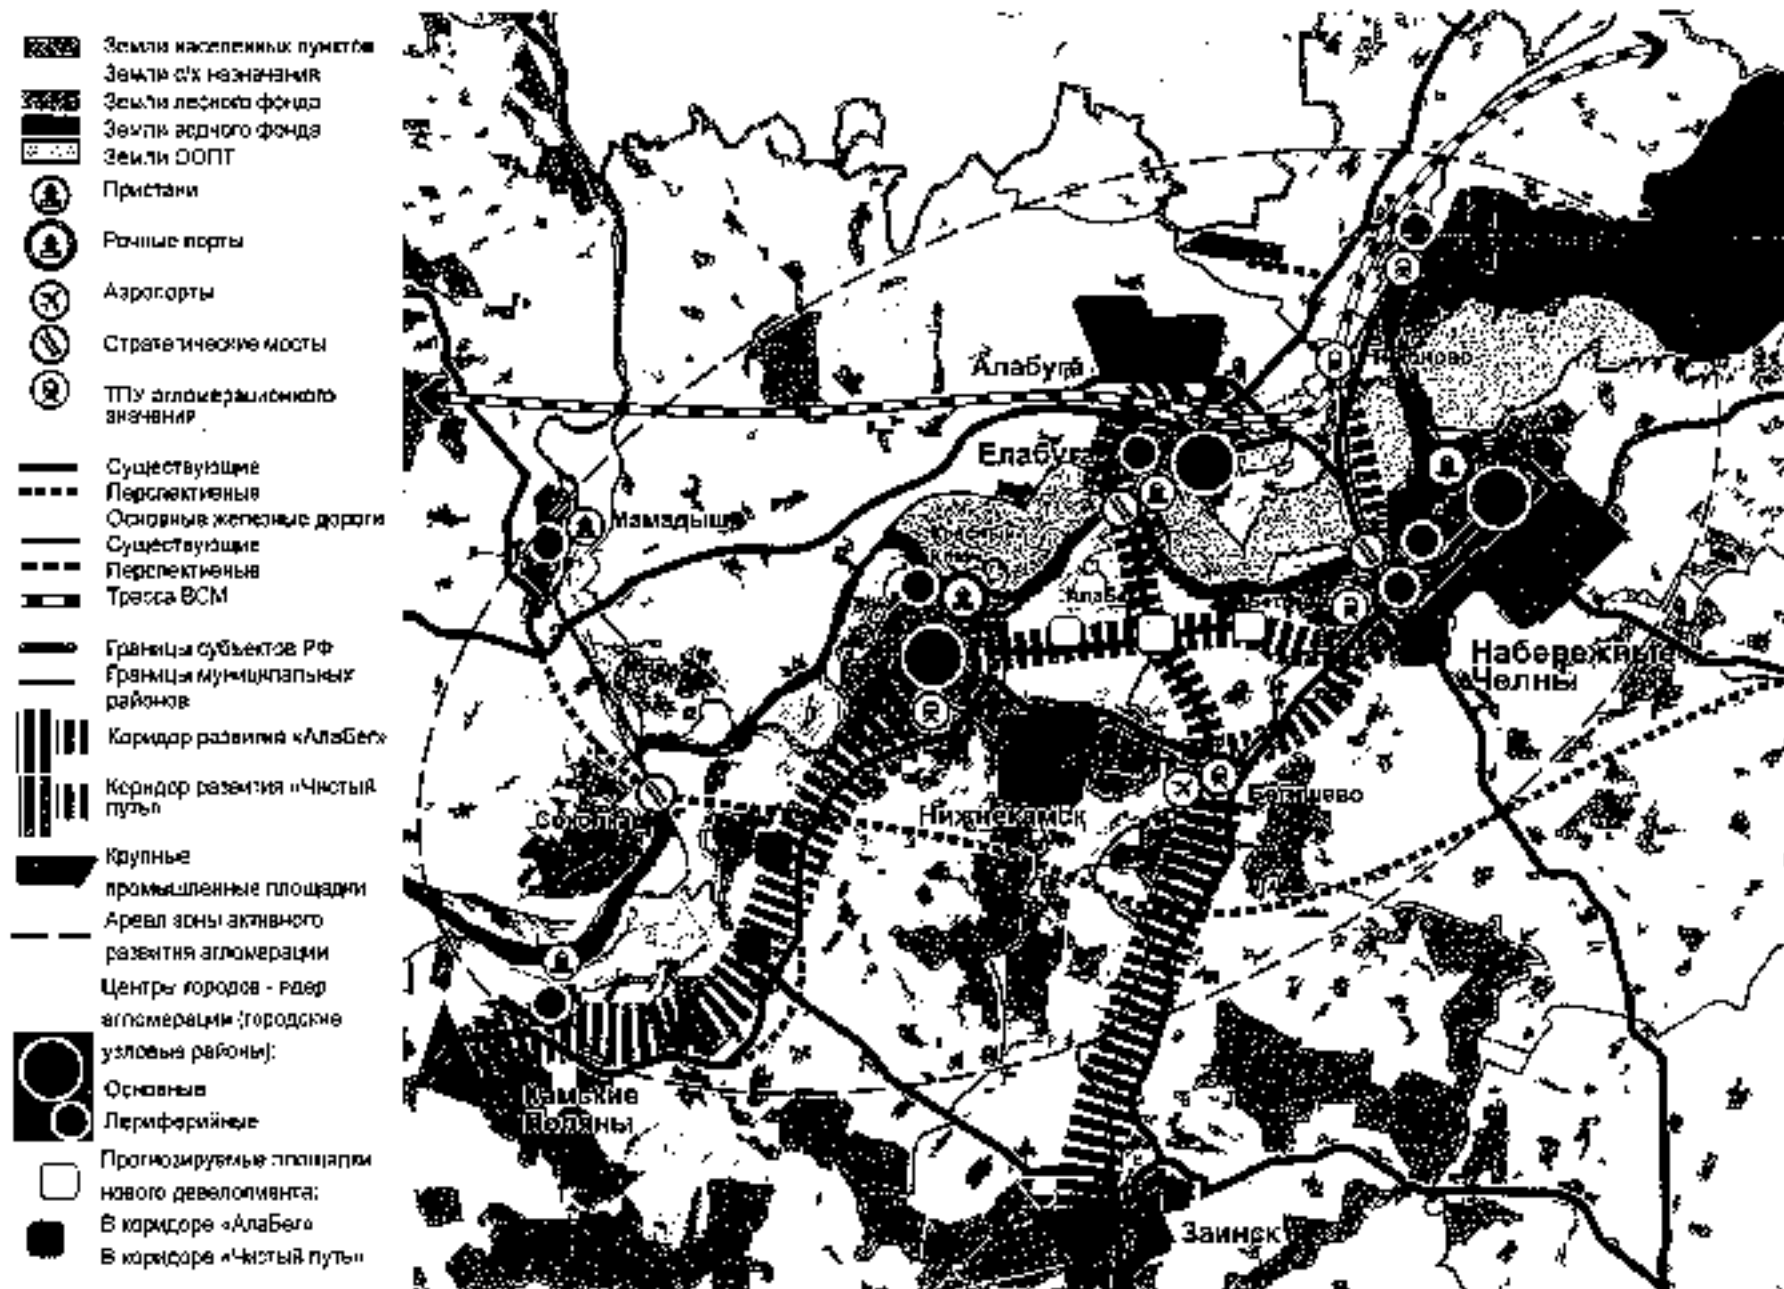 Земли населенных пунктов
Земли с/х назначения
Земли лесного фонда
Земли водного фонда
Земли ООПТ
Пристани
Речные порты
Аэропорты
Стратегические мосты
ТПУ агломерационного
значения
Существующие
Перспективные
Основные железные дороги
Существующие
Перспективные
Трасса ВСМ
Границы субъектов РФ
Границы муниципальных
районов
Коридор развития «АлаБег»
Коридор развития «Чистый
путь»
Крупные
промышленные площадки
Ареал зоны активного
развития агломерации
Центры городов - ядер
агломерации (городские
узловые районы):
Основные
Периферийные
Прогнозируемые площадки
нового девелопмента:
В коридоре «АлаБег»
В коридоре «Чистый путь»
Алабуга
Елабуга
Мамадыш
Набережные
Челны
Нижнекамск
Бегишево
Соколка
Камские
Поляны
Заинск